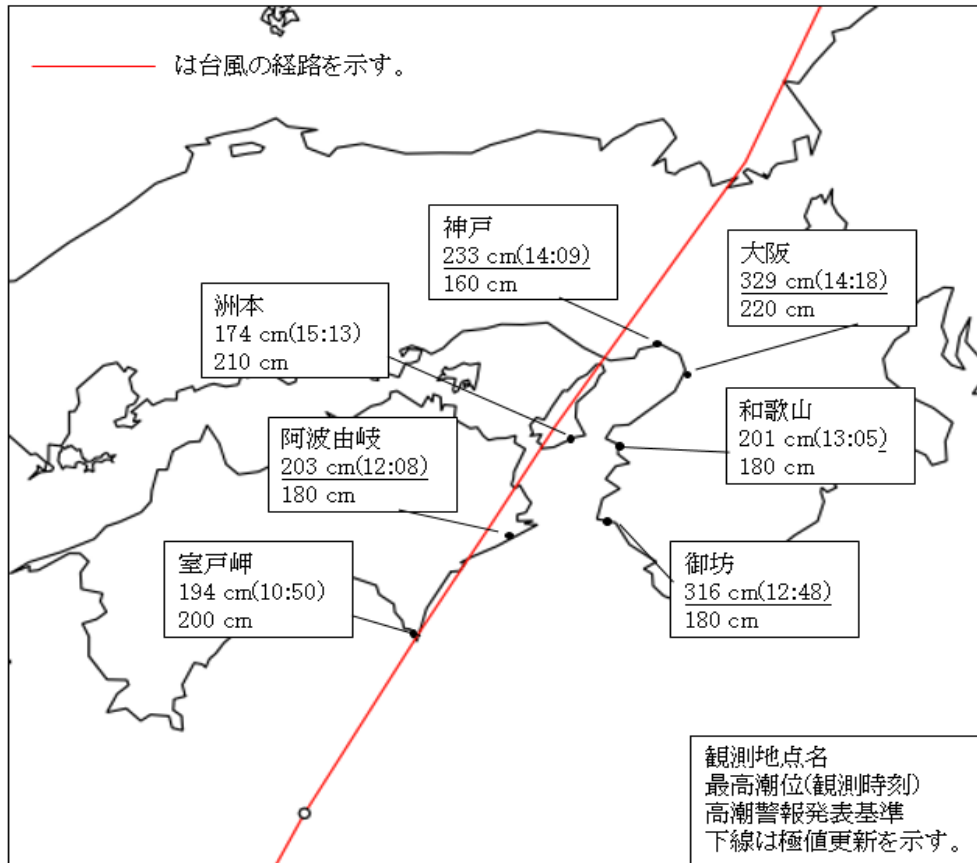 は台風の経路を示す。
神戸
233 cm(14:09)
160 cm
大阪
329 cm(14:18)
220 cm
洲本
174 cm(15:13)
210 cm
和歌山
201 cm(13:05)
180 cm
阿波由岐
203 cm(12:08)
180 cm
室戸岬
194 cm(10:50)
200 cm
御坊
316 cm(12:48)
180 cm
観測地点名
最高潮位(観測時刻)
高潮警報発表基準
下線は極値更新を示す。